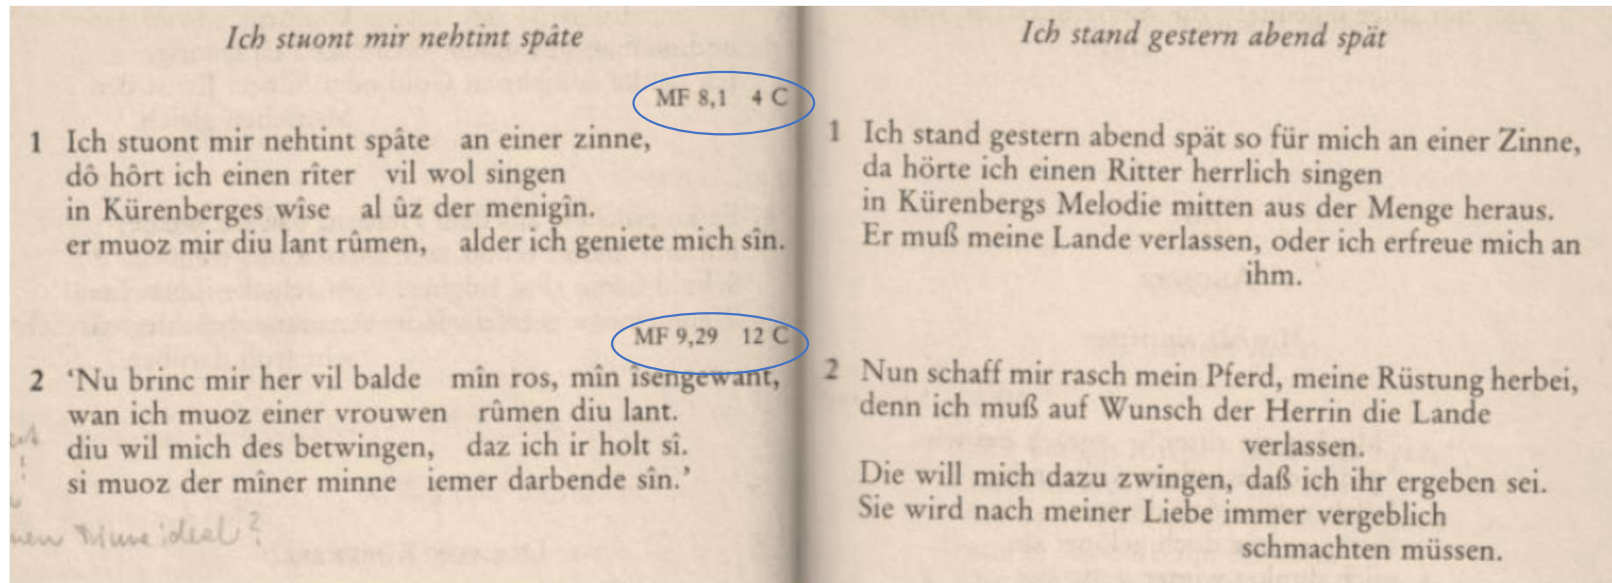 Ich stuont mir nehtint spâte
MF 8,1 4 C
1 Ich stuont mir nehtint spâte an einer zinne,
dô hôrt ich einen rîter vil wol singen
in Kürenberges wîse al ûz der menigîn.
er muoz mir diu lant rûmen, alder ich geniete mich sîn.
MF 9,29 12 C
2 ‘Nu brinc mir her vil balde mîn ros, mîn îsengewant,
wan ich muoz einer vrouwen rûmen diu lant.
diu wil mich des betwingen, daz ich ir holt sî.
si muoz der mîner minne iemer darbende sîn.’
Ich stand gestern abend spät
1 Ich stand gestern abend spät so für mich an einer Zinne,
da hörte ich einen Ritter herrlich singen
in Kürenbergs Melodie mitten aus der Menge heraus.
Er muß meine Lande verlassen, oder ich erfreue mich an
ihm.
2 Nun schaff mir rasch mein Pferd, meine Rüstung herbei,
denn ich muß auf Wunsch der Herrin die Lande
verlassen.
Die will mich dazu zwingen, daß ich ihr ergeben sei.
Sie wird nach meiner Liebe immer vergeblich
schmachten müssen.